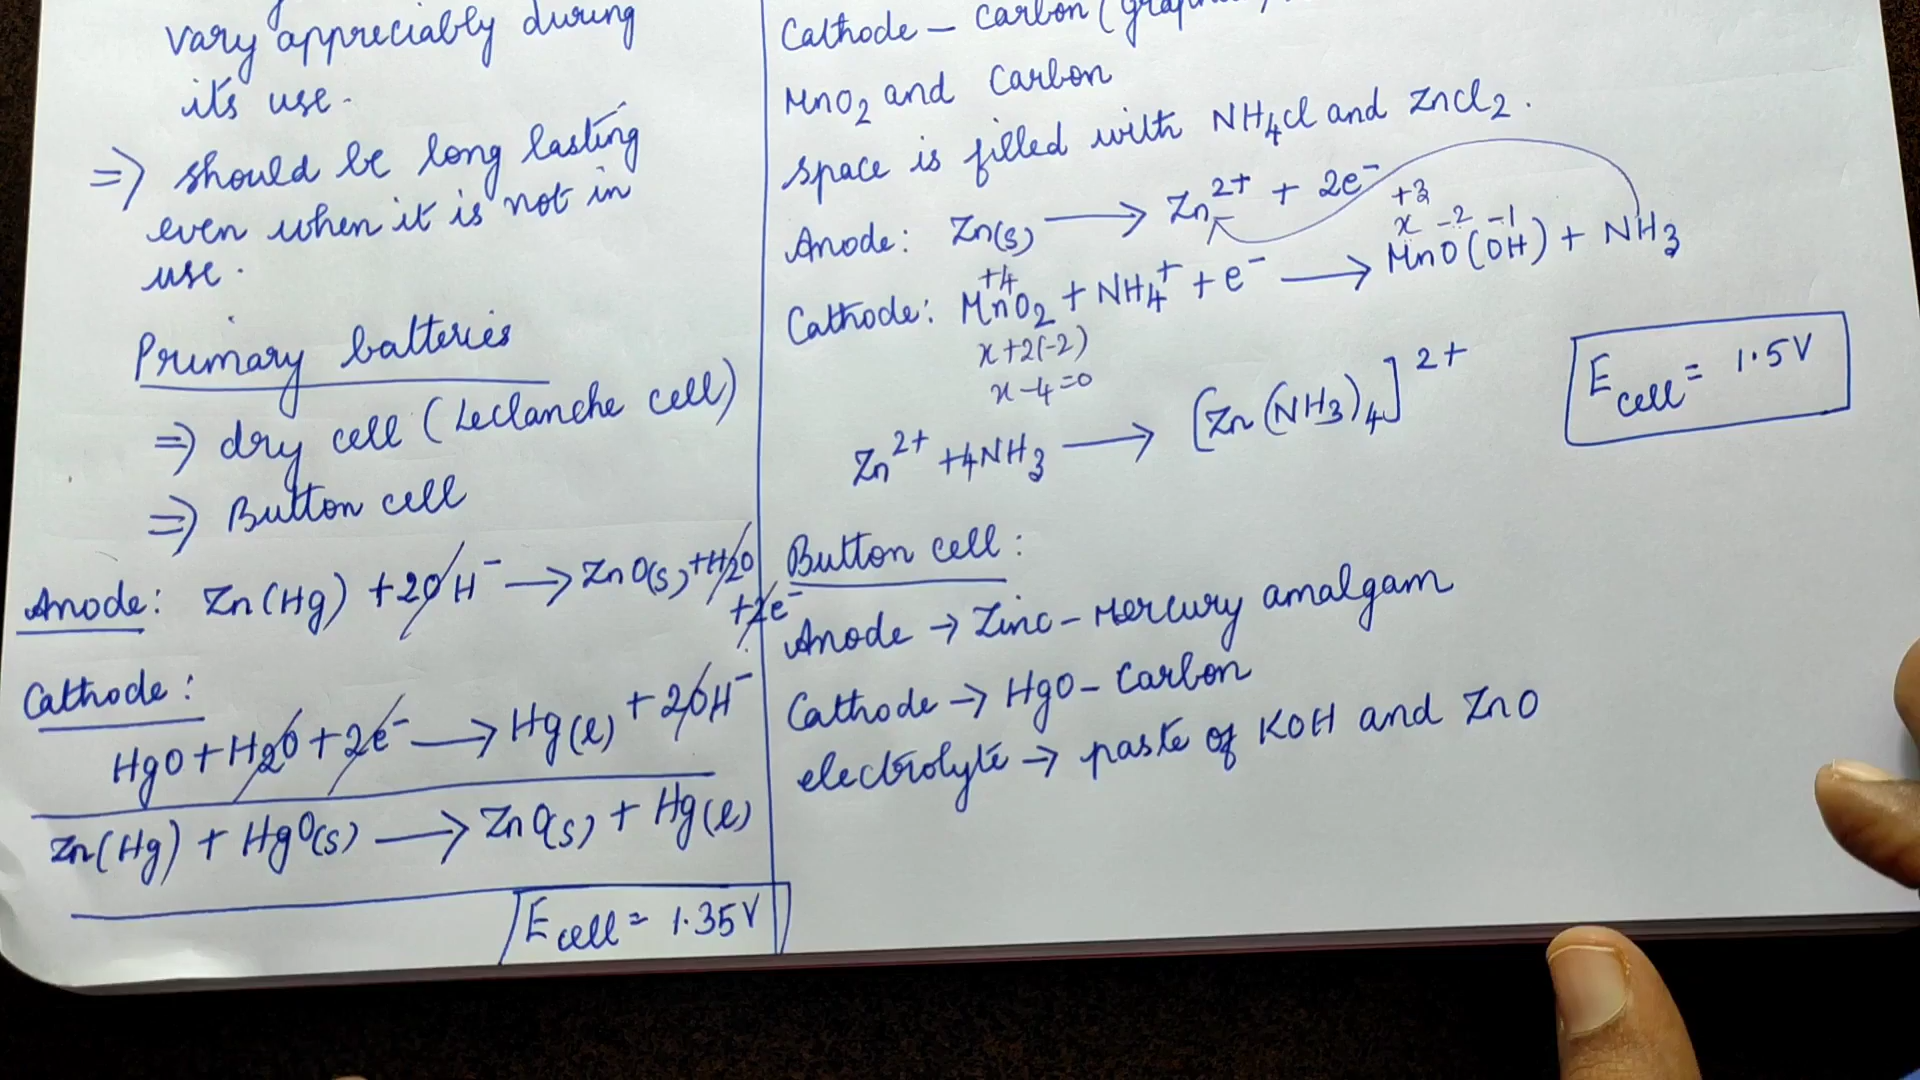 vary appreciably during
its use.
=> should be long lasting
even when it is not in
use.
Primary batteries
=> dry cell (Leclanche cell)
=> Button cell
Anode: Zn(Hg) + 2OH⁻ → ZnO(s) + H2O
+2e⁻
Cathode:
HgO + H2O + 2e⁻ → Hg(l) + 2OH⁻
Zn(Hg) + HgO(s) → ZnO(s) + Hg(l)
Ecell = 1.35V
Cathode - Carbon
MnO2 and Carbon
space is filled with NH4Cl and ZnCl2.
Anode: Zn(s) → Zn²⁺ + 2e⁻
+3
x -2 -1
+4
Cathode: MnO2 + NH4⁺ + e⁻ → MnO(OH) + NH3
x+2(-2)
x-4=0
Zn²⁺ + 4NH3 → [Zn(NH3)4]²⁺
Ecell = 1.5V
Button cell:
Anode → Zinc-Mercury amalgam
Cathode → HgO-Carbon
electrolyte → paste of KOH and ZnO